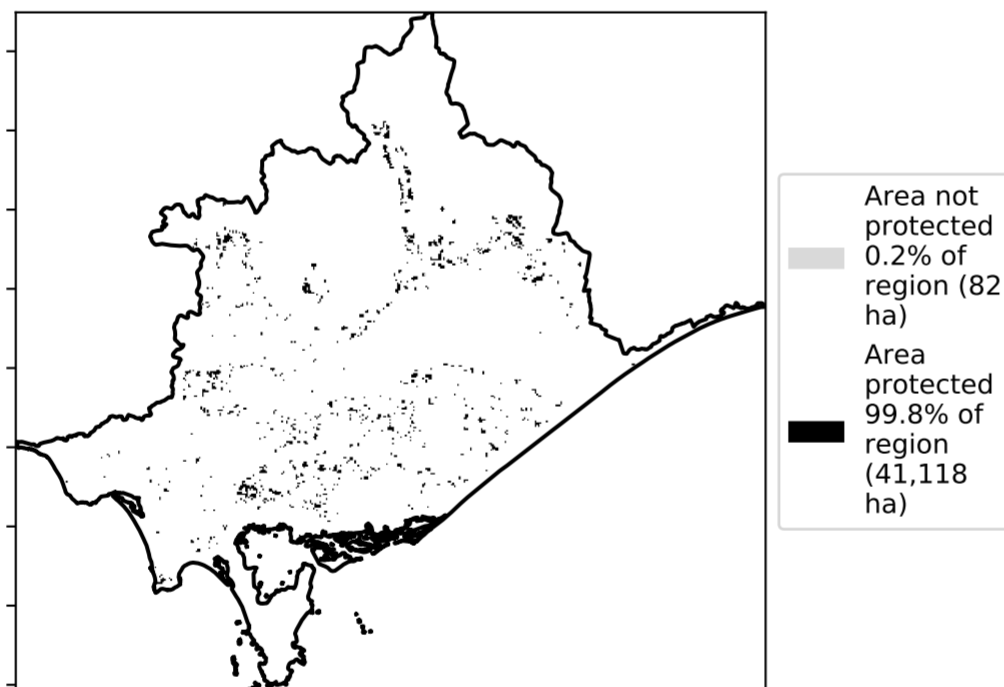 Area not
protected
0.2% of
region (82
ha)
Area
protected
99.8% of
region
(41,118
ha)